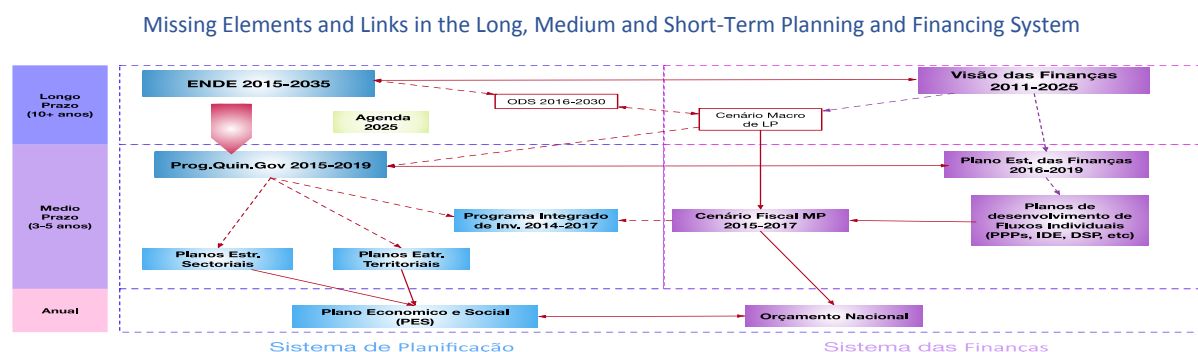 Missing Elements and Links in the Long, Medium and Short-Term Planning and Financing System
Longo
Prazo
(10+ anos)
ENDE 2015-2035
ODS 2016-2030
Agenda
2025
Visão das Finanças
2011-2025
Cenário Macro
de LP
Medio
Prazo
(3-5 anos)
Prog.Quin.Gov 2015-2019
Plano Est. das Finanças
2016-2019
Programa Integrado
de Inv. 2014-2017
Cenário Fiscal MP
2015-2017
Planos de
desenvolvimento de
Fluxos Individuais
(PPPs, IDE, DSP, etc)
Planos Estr.
Sectoriais
Planos Eatr.
Territoriais
Anual
Plano Economico e Social
(PES)
Orçamento Nacional
Sistema de Planificação
Sistema das Finanças